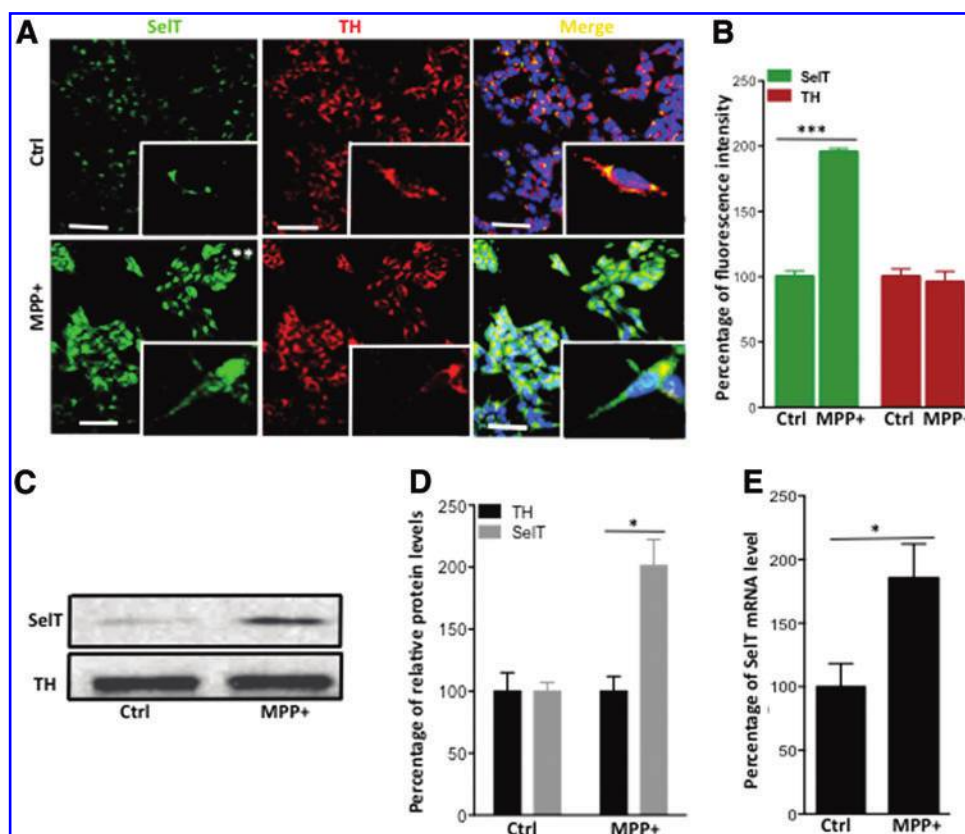 A
SelT
TH
Merge
Ctrl
MPP+
**
B
SelT
TH
Percentage of fluorescence intensity
250
200
150
100
50
0
***
Ctrl MPP+ Ctrl MPP+
C
SelT
TH
Ctrl
MPP+
D
TH
SelT
Percentage of relative protein levels
250
200
150
100
50
0
*
Ctrl
MPP+
E
Percentage of SelT mRNA level
250
200
150
100
50
0
*
Ctrl
MPP+